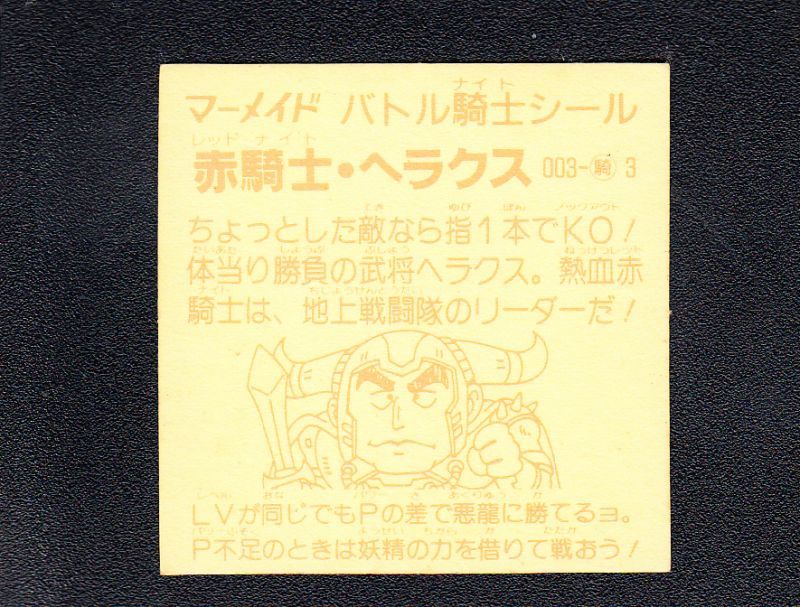 マーメイド バトル騎士シール
赤騎士・ヘラクス 003-騎 3
ちょっとした敵なら指1本でKO!
体当り勝負の武将ヘラクス。熱血赤
騎士は、地上戦闘隊のリーダーだ!
LVが同じでもPの差で悪龍に勝てるヨ。
P不足のときは妖精の力を借りて戦おう!